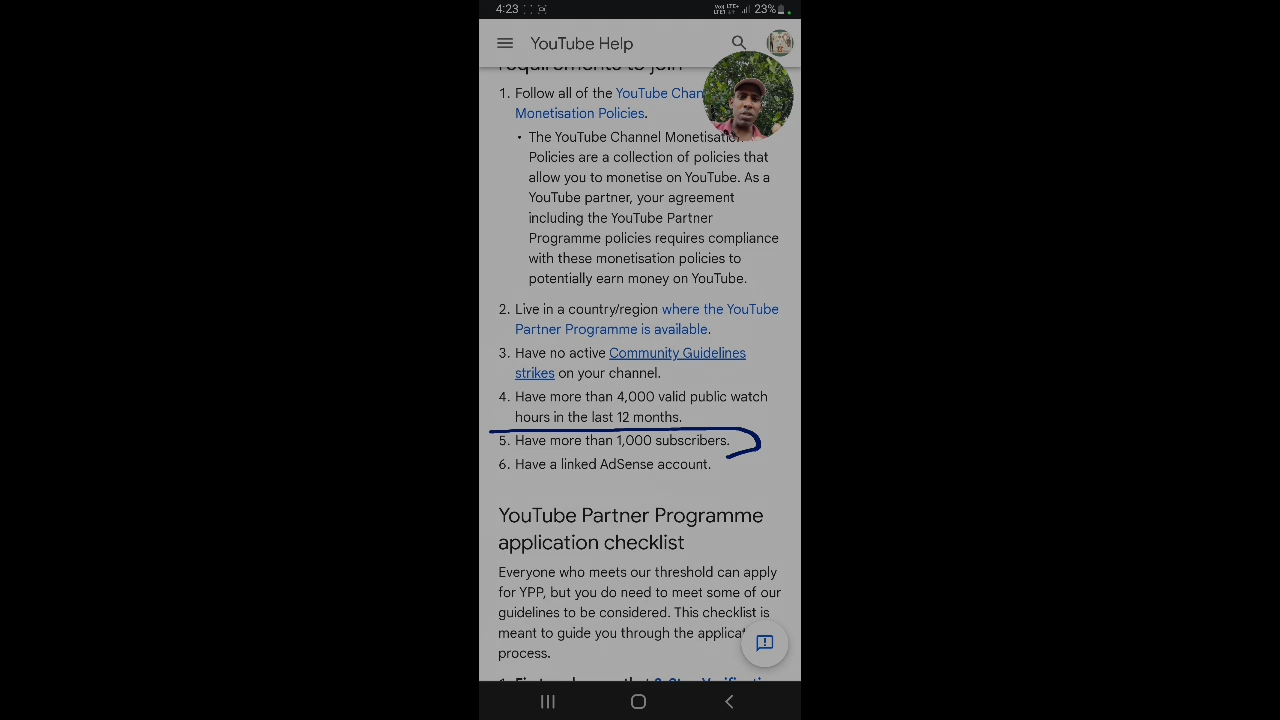 4:23 23%
YouTube Help
requirements to join
1. Follow all of the YouTube
Monetisation Policies.
• The YouTube Channel Monetisation
Policies are a collection of policies that
allow you to monetise on YouTube. As a
YouTube partner, your agreement
including the YouTube Partner
Programme policies requires compliance
with these monetisation policies to
potentially earn money on YouTube.
2. Live in a country/region where the YouTube
Partner Programme is available.
3. Have no active Community Guidelines
strikes on your channel.
4. Have more than 4,000 valid public watch
hours in the last 12 months.
5. Have more than 1,000 subscribers.
6. Have a linked AdSense account.
YouTube Partner Programme
application checklist
Everyone who meets our threshold can apply
for YPP, but you do need to meet some of our
guidelines to be considered. This checklist is
meant to guide you through the
process.